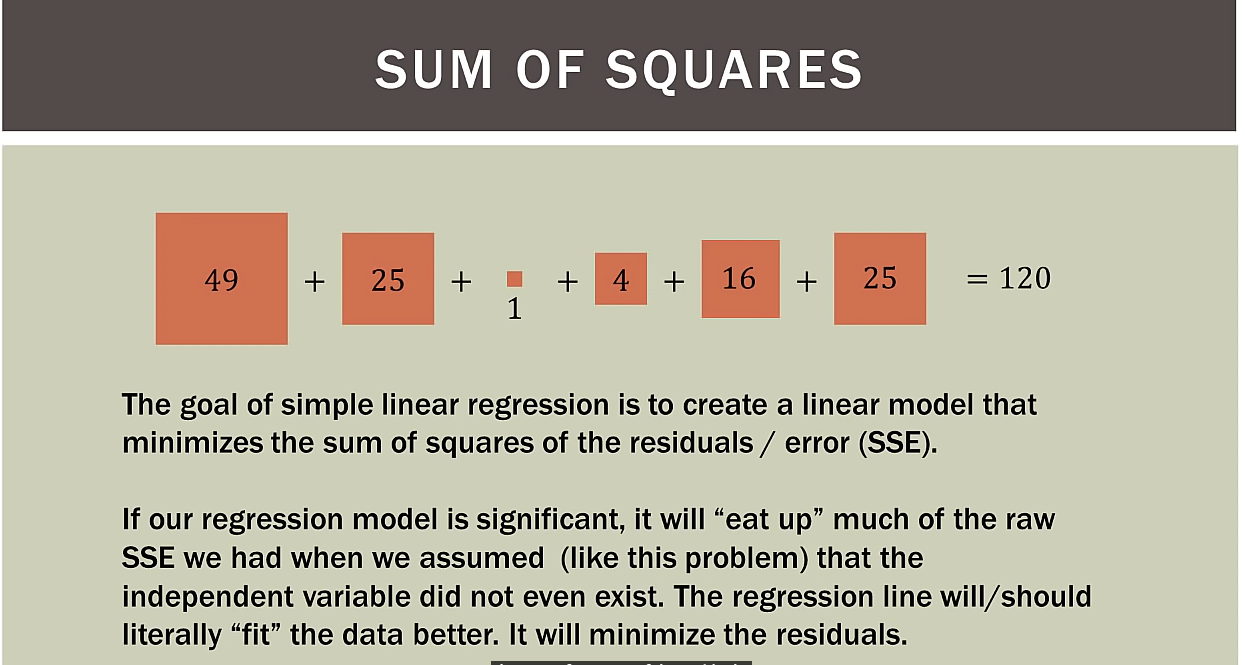 SUM OF SQUARES
49 + 25 + 1 + 4 + 16 + 25 = 120
The goal of simple linear regression is to create a linear model that
minimizes the sum of squares of the residuals / error (SSE).
If our regression model is significant, it will “eat up” much of the raw
SSE we had when we assumed  (like this problem) that the
independent variable did not even exist. The regression line will/should
literally “fit” the data better. It will minimize the residuals.